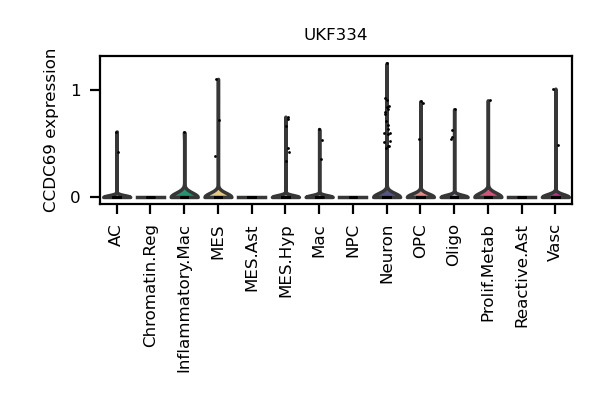 UKF334
CCDC69 expression
1
0
AC
Chromatin.Reg
Inflammatory.Mac
MES
MES.Ast
MES.Hyp
Mac
NPC
Neuron
OPC
Oligo
Prolif.Metab
Reactive.Ast
Vasc